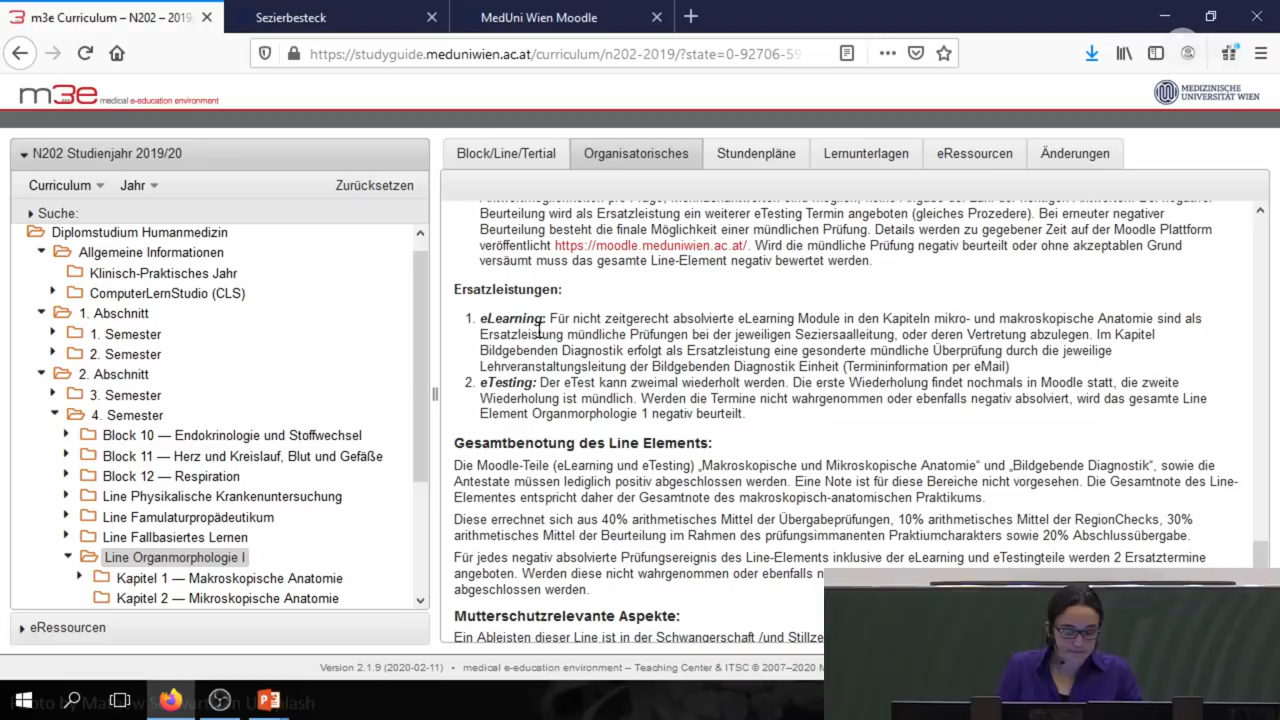 m3e Curriculum – N202 – 2019
Sezierbesteck
MedUni Wien Moodle
https://studyguide.meduniwien.ac.at/curriculum/n202-2019/?state=0-92706-59
m3e medical e-education environment
MEDIZINISCHE
UNIVERSITÄT WIEN
N202 Studienjahr 2019/20
Curriculum
Jahr
Zurücksetzen
Suche:
Diplomstudium Humanmedizin
Allgemeine Informationen
Klinisch-Praktisches Jahr
ComputerLernStudio (CLS)
1. Abschnitt
1. Semester
2. Semester
2. Abschnitt
3. Semester
4. Semester
Block 10 — Endokrinologie und Stoffwechsel
Block 11 — Herz und Kreislauf, Blut und Gefäße
Block 12 — Respiration
Line Physikalische Krankenuntersuchung
Line Famulaturpropädeutikum
Line Fallbasiertes Lernen
Line Organmorphologie I
Kapitel 1 — Makroskopische Anatomie
Kapitel 2 — Mikroskopische Anatomie
eRessourcen
Block/Line/Tertial
Organisatorisches
Stundenpläne
Lernunterlagen
eRessourcen
Änderungen
Beurteilung wird als Ersatzleistung ein weiterer eTesting Termin angeboten (gleiches Prozedere). Bei erneuter negativer
Beurteilung besteht die finale Möglichkeit einer mündlichen Prüfung. Details werden zu gegebener Zeit auf der Moodle Plattform
veröffentlicht https://moodle.meduniwien.ac.at/. Wird die mündliche Prüfung negativ beurteilt oder ohne akzeptablen Grund
versäumt muss das gesamte Line-Element negativ bewertet werden.
Ersatzleistungen:
1. eLearning: Für nicht zeitgerecht absolvierte eLearning Module in den Kapiteln mikro- und makroskopische Anatomie sind als
Ersatzleistung mündliche Prüfungen bei der jeweiligen Seziersaalleitung, oder deren Vertretung abzulegen. Im Kapitel
Bildgebenden Diagnostik erfolgt als Ersatzleistung eine gesonderte mündliche Überprüfung durch die jeweilige
Lehrveranstaltungsleitung der Bildgebenden Diagnostik Einheit (Termininformation per eMail)
2. eTesting: Der eTest kann zweimal wiederholt werden. Die erste Wiederholung findet nochmals in Moodle statt, die zweite
Wiederholung ist mündlich. Werden die Termine nicht wahrgenommen oder ebenfalls negativ absolviert, wird das gesamte Line
Element Organmorphologie 1 negativ beurteilt.
Gesamtbenotung des Line Elements:
Die Moodle-Teile (eLearning und eTesting) „Makroskopische und Mikroskopische Anatomie" und „Bildgebende Diagnostik", sowie die
Antestate müssen lediglich positiv abgeschlossen werden. Eine Note ist für diese Bereiche nicht vorgesehen. Die Gesamtnote des Line-
Elementes entspricht daher der Gesamtnote des makroskopisch-anatomischen Praktikums.
Diese errechnet sich aus 40% arithmetisches Mittel der Übergabeprüfungen, 10% arithmetisches Mittel der RegionChecks, 30%
arithmetisches Mittel der Beurteilung im Rahmen des prüfungsimmanenten Praktiumcharakters sowie 20% Abschlussübergabe.
Für jedes negativ absolvierte Prüfungsereignis des Line-Elements inklusive der eLearning und eTestingteile werden 2 Ersatztermine
angeboten. Werden diese nicht wahrgenommen oder ebenfalls n
abgeschlossen werden.
Mutterschutzrelevante Aspekte:
Ein Ableisten dieser Line ist in der Schwangerschaft /und Stillze
Version 2.1.9 (2020-02-11) • medical e-education environment – Teaching Center & ITSC © 2007–2020 M